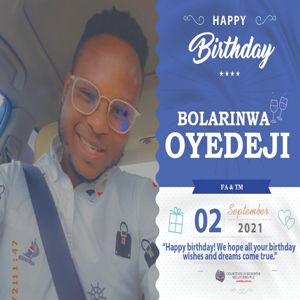 HAPPY
Birthday
BOLARINWA
OYEDEJI
FA & TM
02
September
2021
“Happy birthday! We hope all your birthday
wishes and dreams come true.”